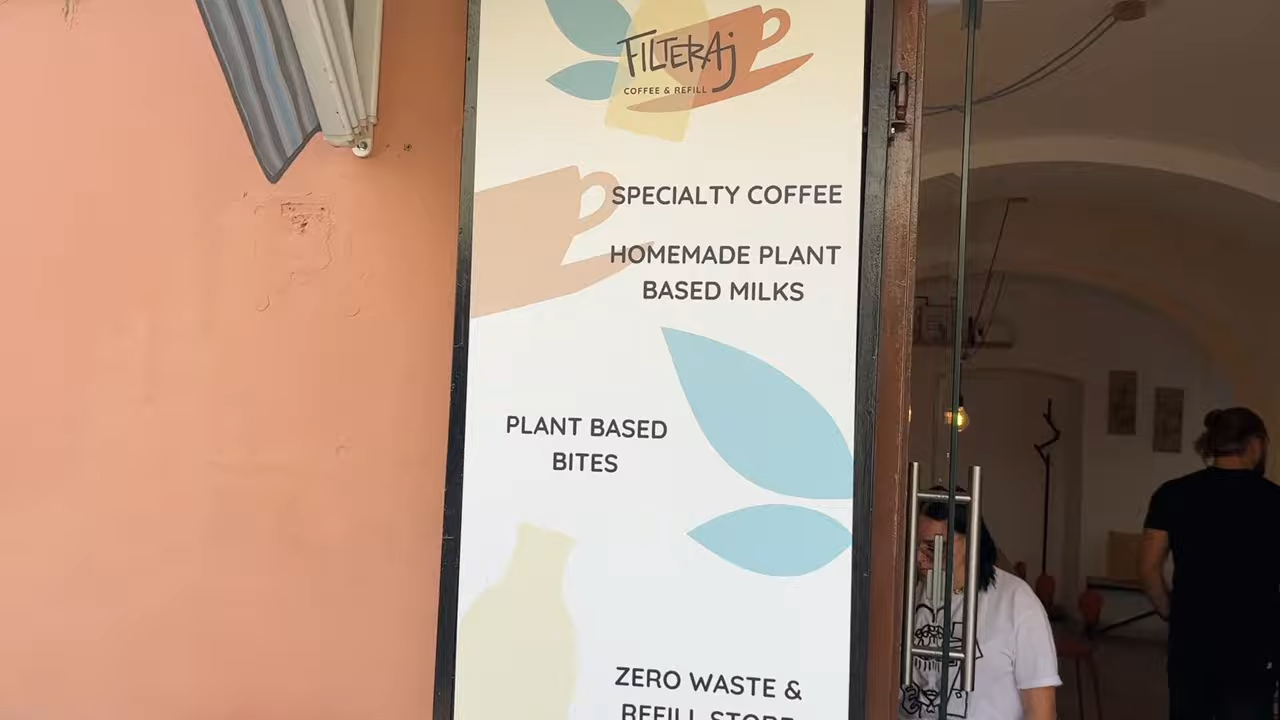 FILTERAj
COFFEE & REFILL
SPECIALTY COFFEE
HOMEMADE PLANT
BASED MILKS
PLANT BASED
BITES
ZERO WASTE &
REFILL STORE